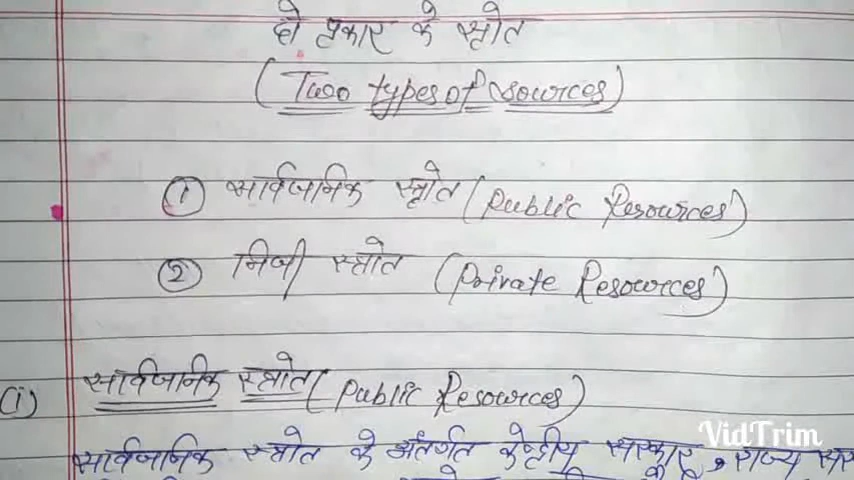 दो प्रकार के स्त्रोत
(Two types of sources)
① सार्वजनिक स्त्रोत (Public Resources)
② निजी स्त्रोत (Private Resources)
(i) सार्वजनिक स्त्रोत (Public Resources)
सार्वजनिक स्त्रोत के अंतर्गत केन्द्रीय सरकार, राज्य
VidTrim